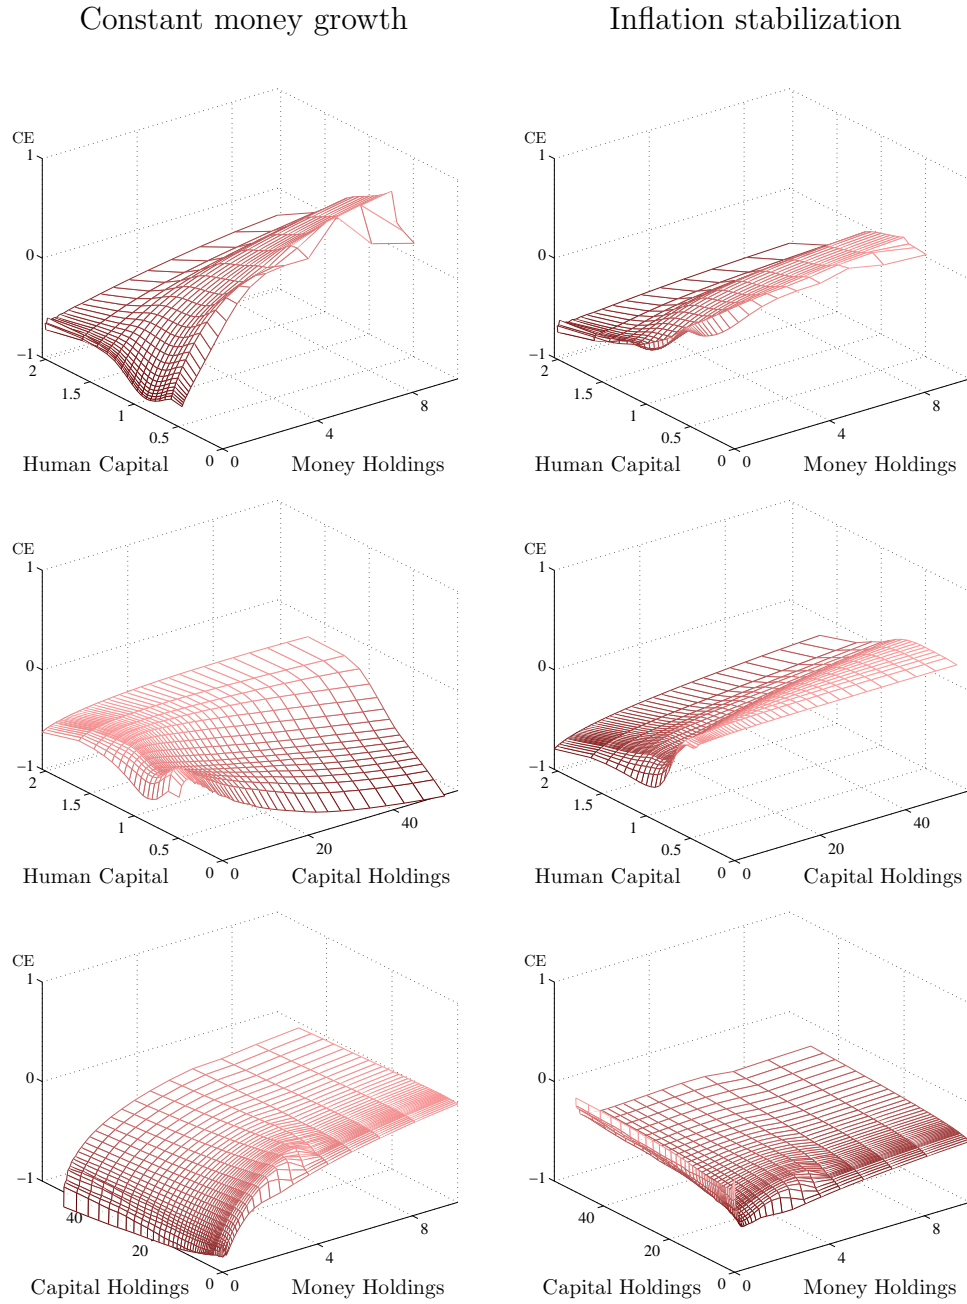 Constant money growth Inflation stabilization
CE CE
1 1
0 0
−1 −1
2 2
1.5 1.5
1 1
0.5 0.5
0 0
0 4 8 0 4 8
Human Capital Money Holdings Human Capital Money Holdings
CE CE
1 1
0 0
−1 −1
2 2
1.5 1.5
1 1
0.5 0.5
0 0
0 20 40 0 20 40
Human Capital Capital Holdings Human Capital Capital Holdings
CE CE
1 1
0 0
−1 −1
40 40
20 20
0 0
0 4 8 0 4 8
Capital Holdings Money Holdings Capital Holdings Money Holdings